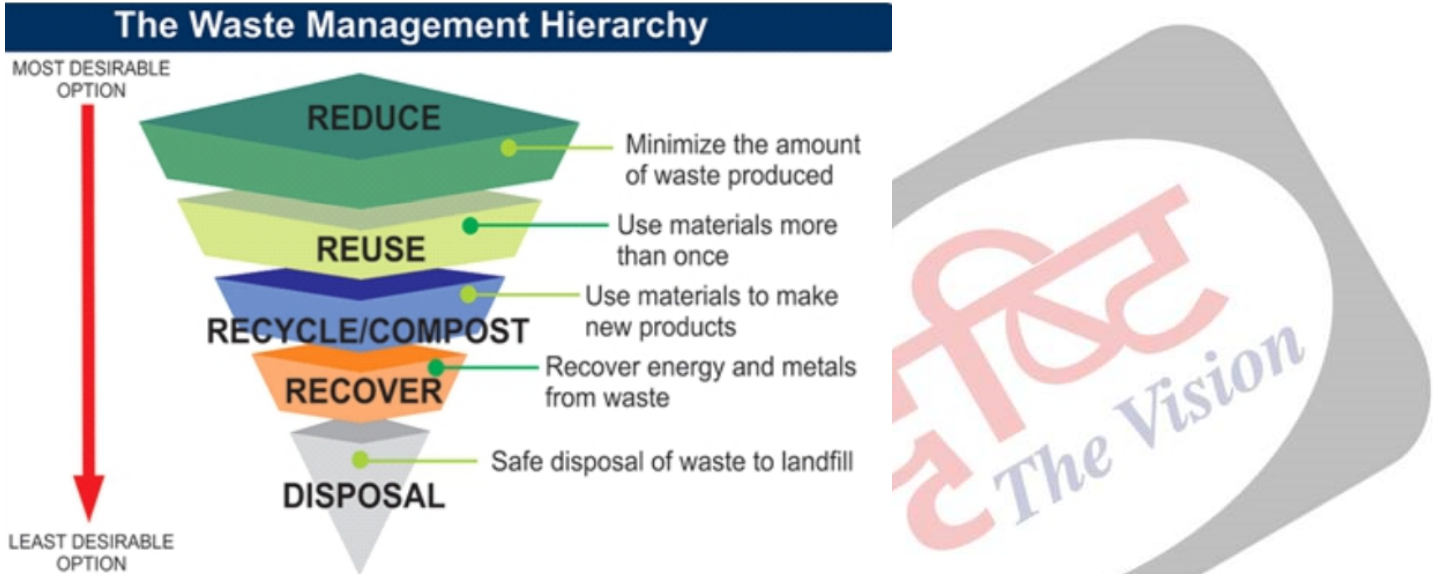 The Waste Management Hierarchy
MOST DESIRABLE
OPTION
REDUCE
Minimize the amount
of waste produced
REUSE
Use materials more
than once
RECYCLE/COMPOST
Use materials to make
new products
RECOVER
Recover energy and metals
from waste
DISPOSAL
Safe disposal of waste to landfill
LEAST DESIRABLE
OPTION
The Vision